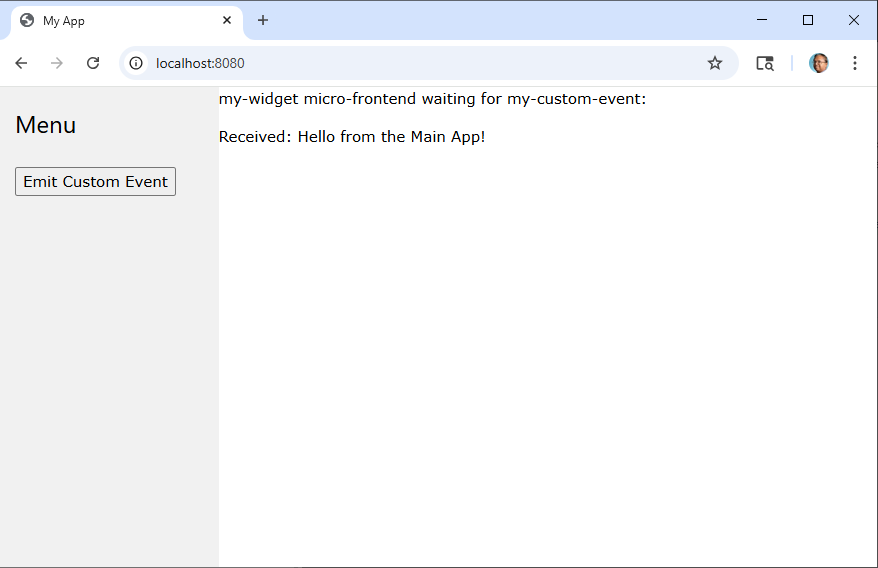 My App
localhost:8080
Menu
Emit Custom Event
my-widget micro-frontend waiting for my-custom-event:
Received: Hello from the Main App!